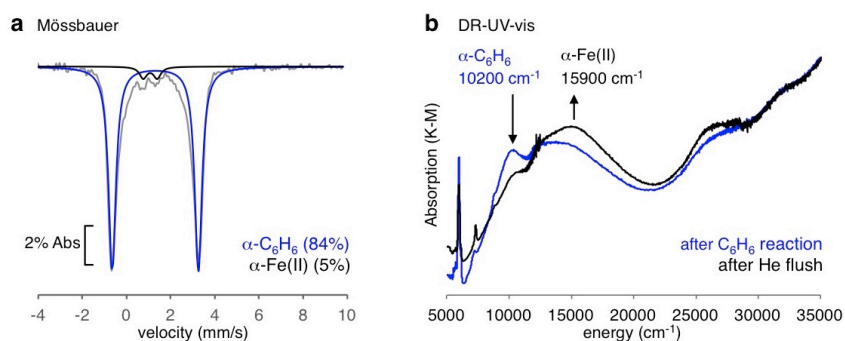 a Mössbauer
2% Abs
α-C₆H₆ (84%)
α-Fe(II) (5%)
-4 -2 0 2 4 6 8 10
velocity (mm/s)
b DR-UV-vis
α-C₆H₆
10200 cm⁻¹
α-Fe(II)
15900 cm⁻¹
Absorption (K-M)
after C₆H₆ reaction
after He flush
5000 10000 15000 20000 25000 30000 35000
energy (cm⁻¹)